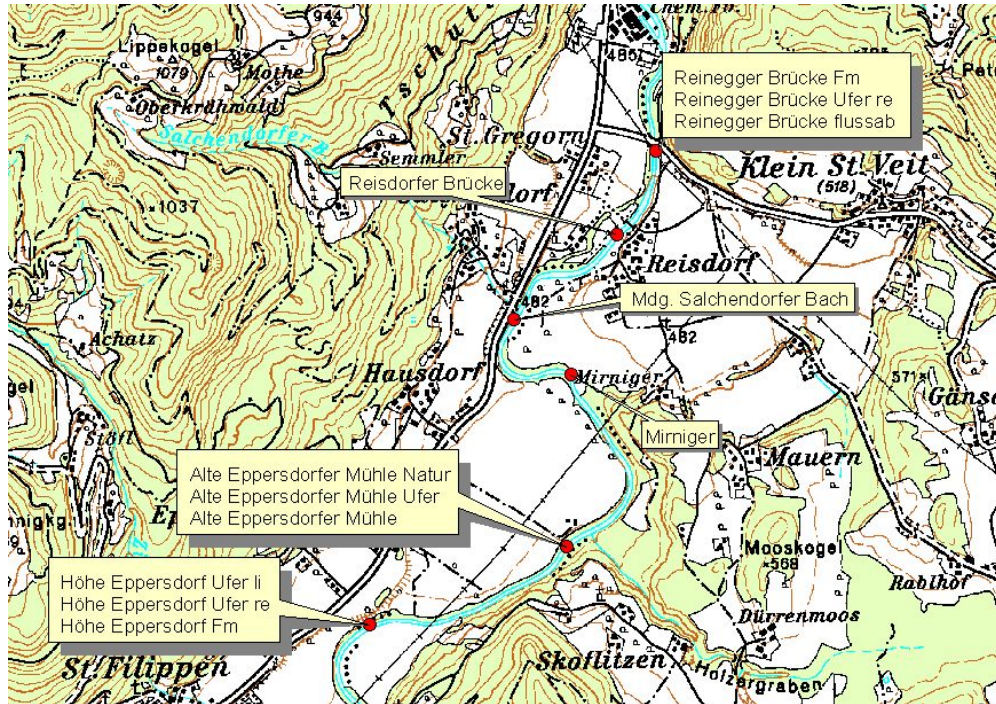 944
Chem. Fb.
Lippekogel
1079
Mothe
485
Oberkrähwald
Salchendorfer B.
Reinegger Brücke Fm
Reinegger Brücke Ufer re
Reinegger Brücke flussab
St. Gregorn
Semmler
Klein St. Veit
(518)
Reisdorfer Brücke
dorf
1037
Reisdorf
482
Mdg. Salchendorfer Bach
482
Achatz
Hausdorf
Mirniger
571
Gänse
Stöfl
Mirniger
Mauern
Alte Eppersdorfer Mühle Natur
Alte Eppersdorfer Mühle Ufer
Alte Eppersdorfer Mühle
Mooskogel
568
Rablhof
Höhe Eppersdorf Ufer li
Höhe Eppersdorf Ufer re
Höhe Eppersdorf Fm
Dürrenmoos
St. Filippen
Skoflitzen
Holzergraben